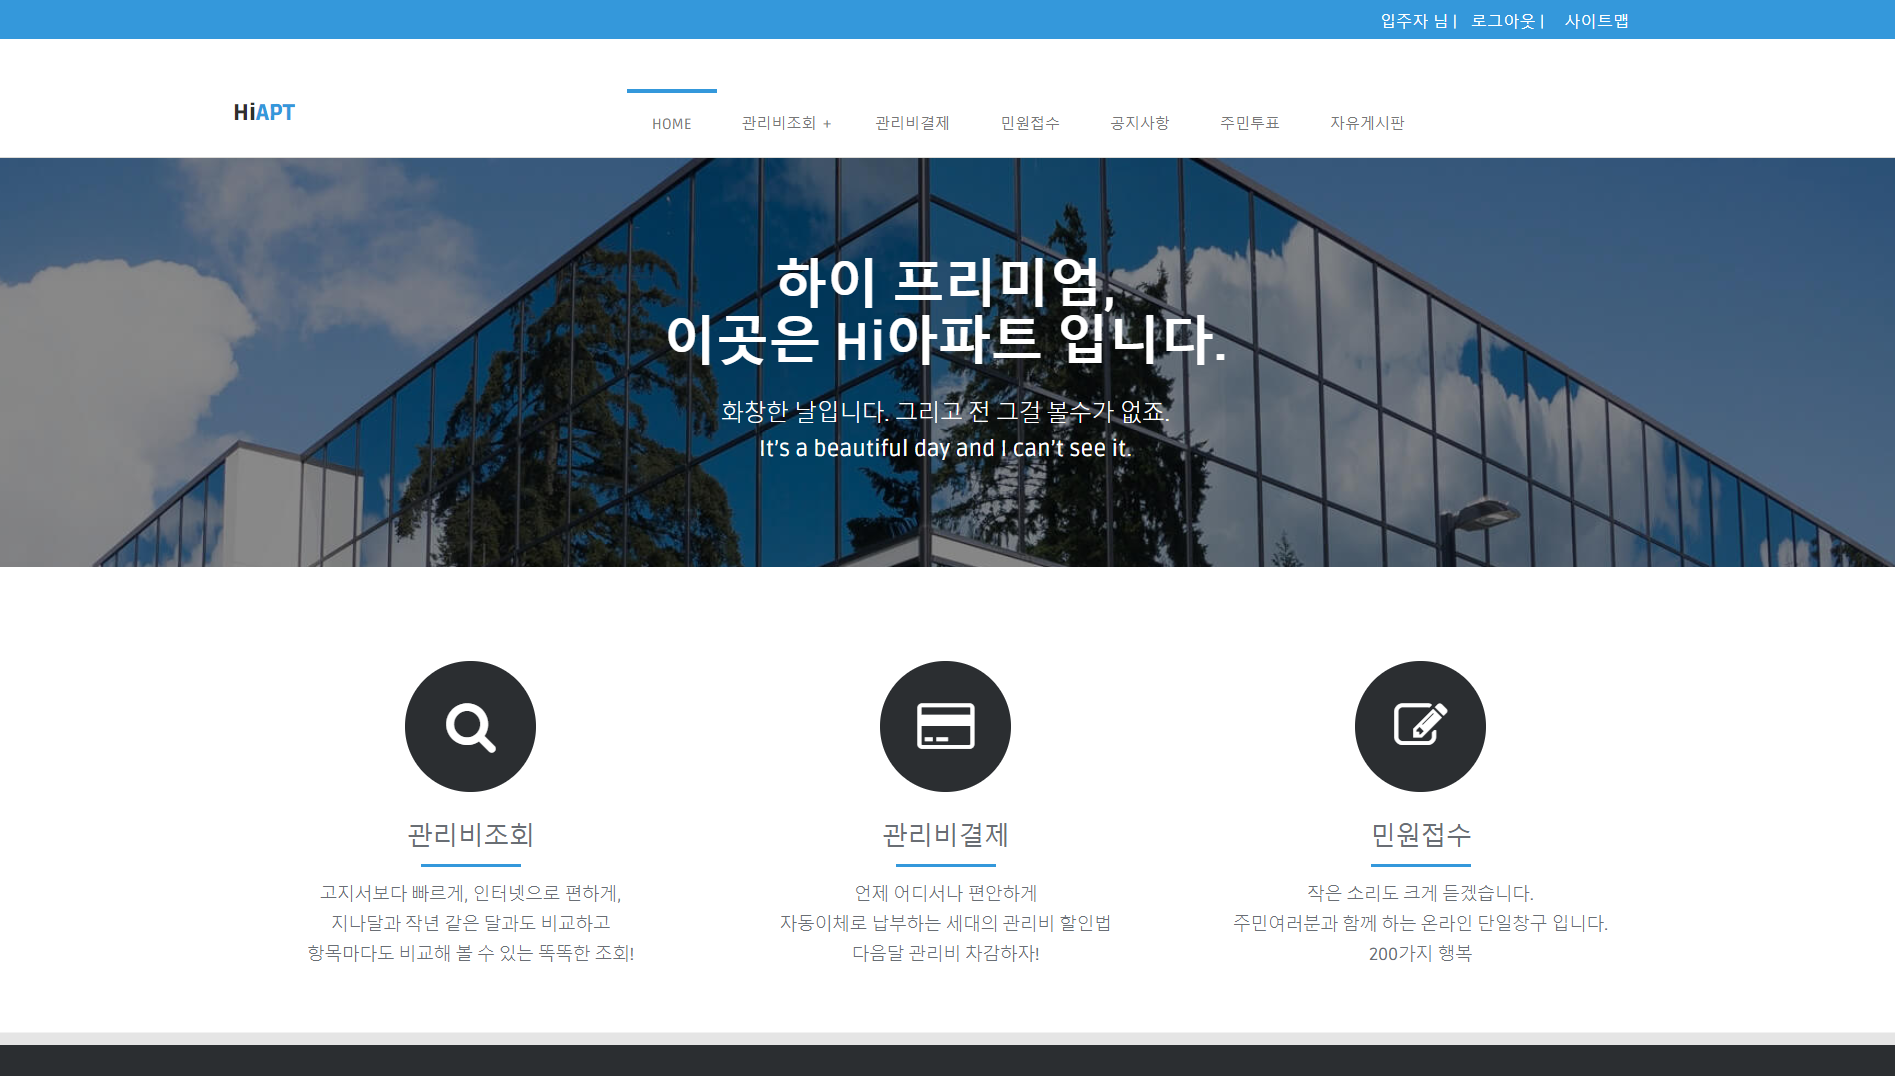 입주자 님 | 로그아웃 | 사이트맵
HiAPT
HOME 관리비조회 + 관리비결제 민원접수 공지사항 주민투표 자유게시판
하이 프리미엄,
이곳은 Hi아파트 입니다.
화창한 날입니다. 그리고 전 그걸 볼수가 없죠.
It's a beautiful day and I can't see it.
관리비조회
고지서보다 빠르게, 인터넷으로 편하게,
지나달과 작년 같은 달과도 비교하고
항목마다도 비교해 볼 수 있는 똑똑한 조회!
관리비결제
언제 어디서나 편안하게
자동이체로 납부하는 세대의 관리비 할인법
다음달 관리비 차감하자!
민원접수
작은 소리도 크게 듣겠습니다.
주민여러분과 함께 하는 온라인 단일창구 입니다.
200가지 행복